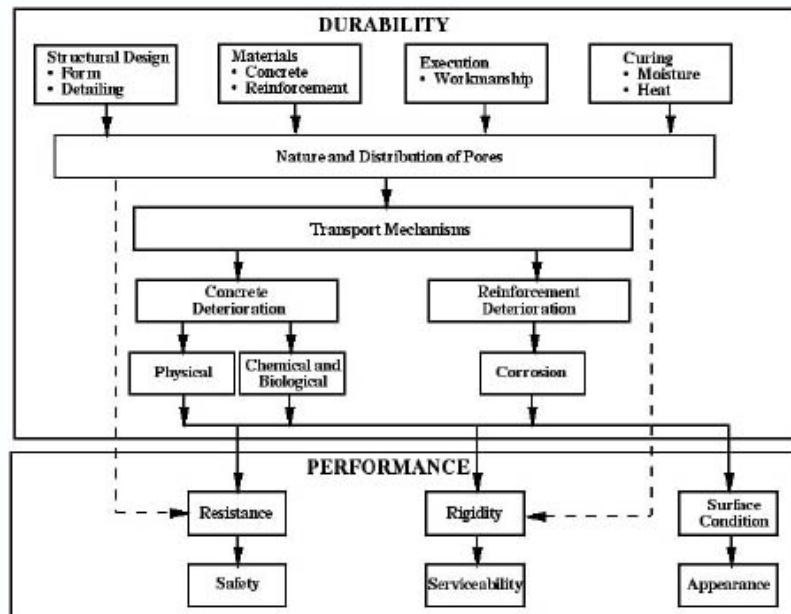 DURABILITY
Structural Design
• Form
• Detailing
Materials
• Concrete
• Reinforcement
Execution
• Workmanship
Curing
• Moisture
• Heat
Nature and Distribution of Pores
Transport Mechanisms
Concrete
Deterioration
Reinforcement
Deterioration
Physical
Chemical and
Biological
Corrosion
PERFORMANCE
Resistance
Rigidity
Surface
Condition
Safety
Serviceability
Appearance